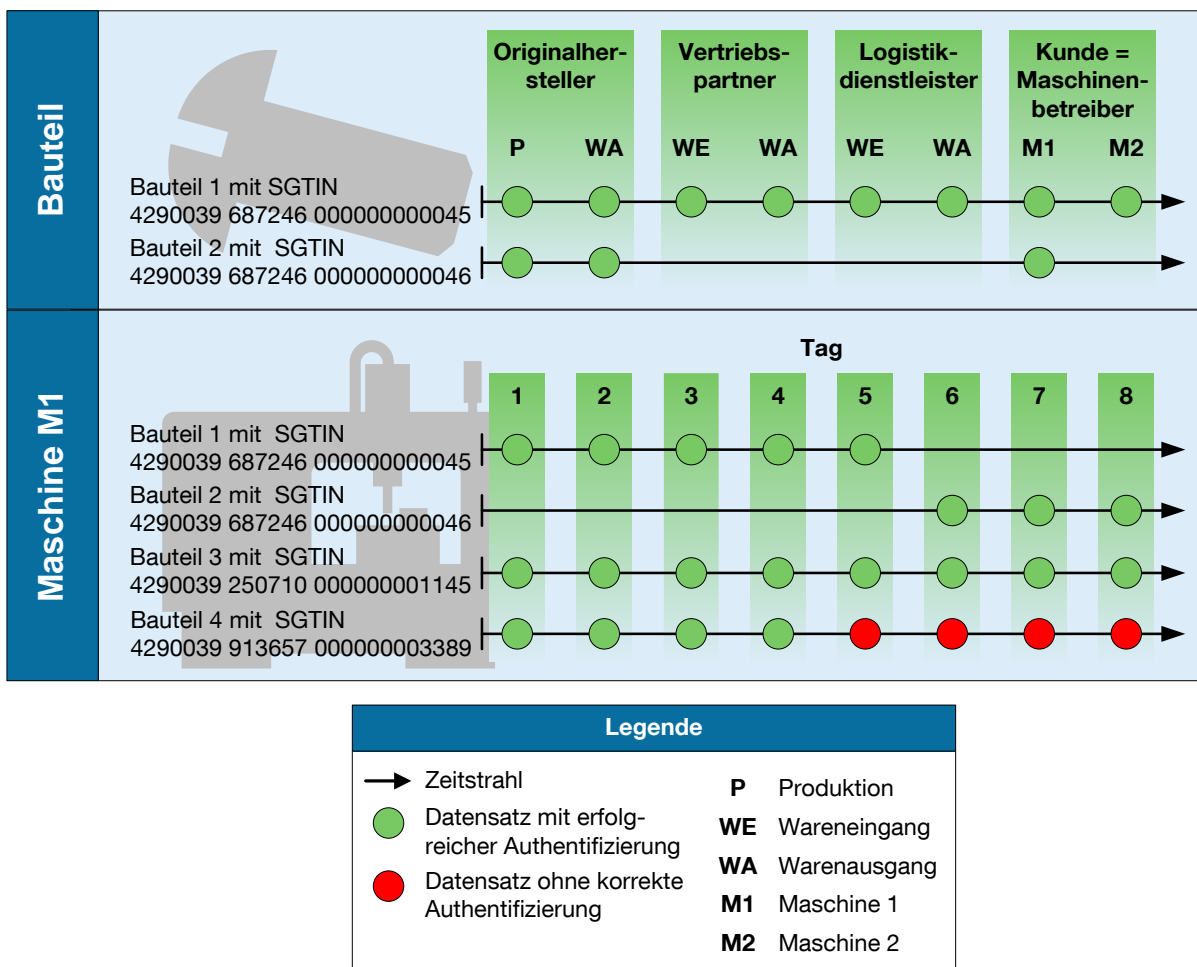 Bauteil
Originalher-
steller
Vertriebs-
partner
Logistik-
dienstleister
Kunde =
Maschinen-
betreiber
P WA WE WA WE WA M1 M2
Bauteil 1 mit SGTIN
4290039 687246 000000000045
Bauteil 2 mit SGTIN
4290039 687246 000000000046
Maschine M1
Tag
1 2 3 4 5 6 7 8
Bauteil 1 mit SGTIN
4290039 687246 000000000045
Bauteil 2 mit SGTIN
4290039 687246 000000000046
Bauteil 3 mit SGTIN
4290039 250710 000000001145
Bauteil 4 mit SGTIN
4290039 913657 000000003389
Legende
Zeitstrahl
Datensatz mit erfolg-
reicher Authentifizierung
Datensatz ohne korrekte
Authentifizierung
P Produktion
WE Wareneingang
WA Warenausgang
M1 Maschine 1
M2 Maschine 2